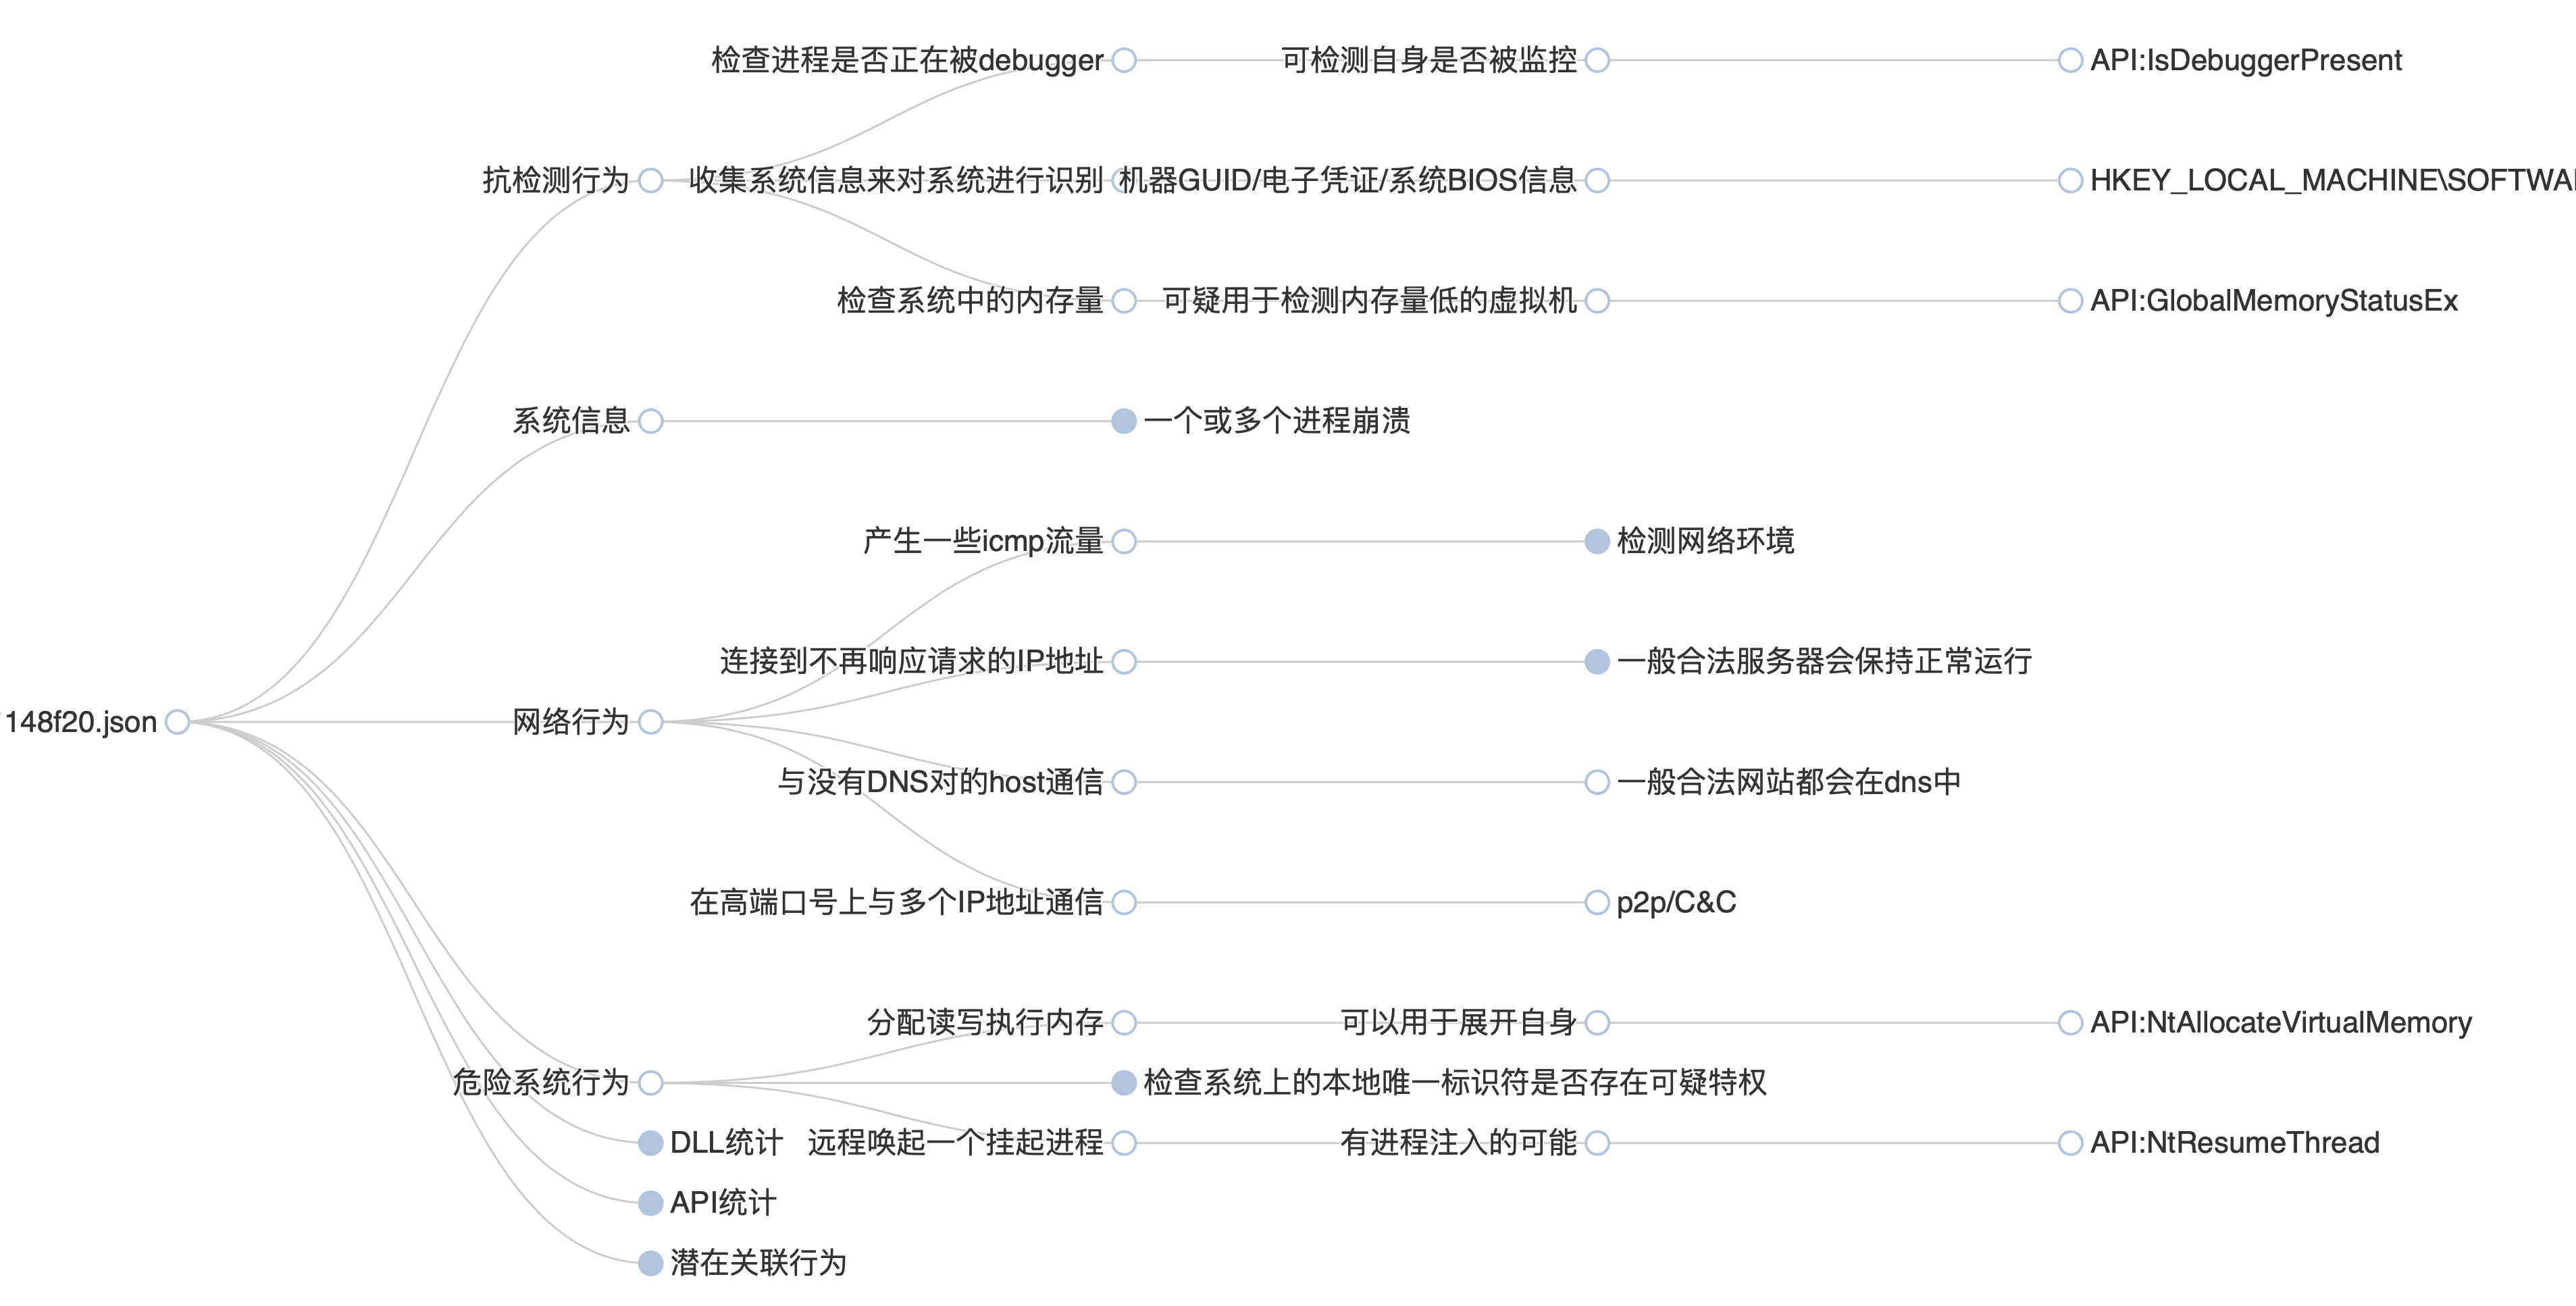 检查进程是否正在被debugger 可检测自身是否被监控 API:IsDebuggerPresent
抗检测行为 收集系统信息来对系统进行识别 机器GUID/电子凭证/系统BIOS信息 HKEY_LOCAL_MACHINE\SOFTWA
检查系统中的内存量 可疑用于检测内存量低的虚拟机 API:GlobalMemoryStatusEx
系统信息 一个或多个进程崩溃
产生一些icmp流量 检测网络环境
连接到不再响应请求的IP地址 一般合法服务器会保持正常运行
148f20.json 网络行为
与没有DNS对的host通信 一般合法网站都会在dns中
在高端口号上与多个IP地址通信 p2p/C&C
分配读写执行内存 可以用于展开自身 API:NtAllocateVirtualMemory
危险系统行为 检查系统上的本地唯一标识符是否存在可疑特权
DLL统计 远程唤起一个挂起进程 有进程注入的可能 API:NtResumeThread
API统计
潜在关联行为